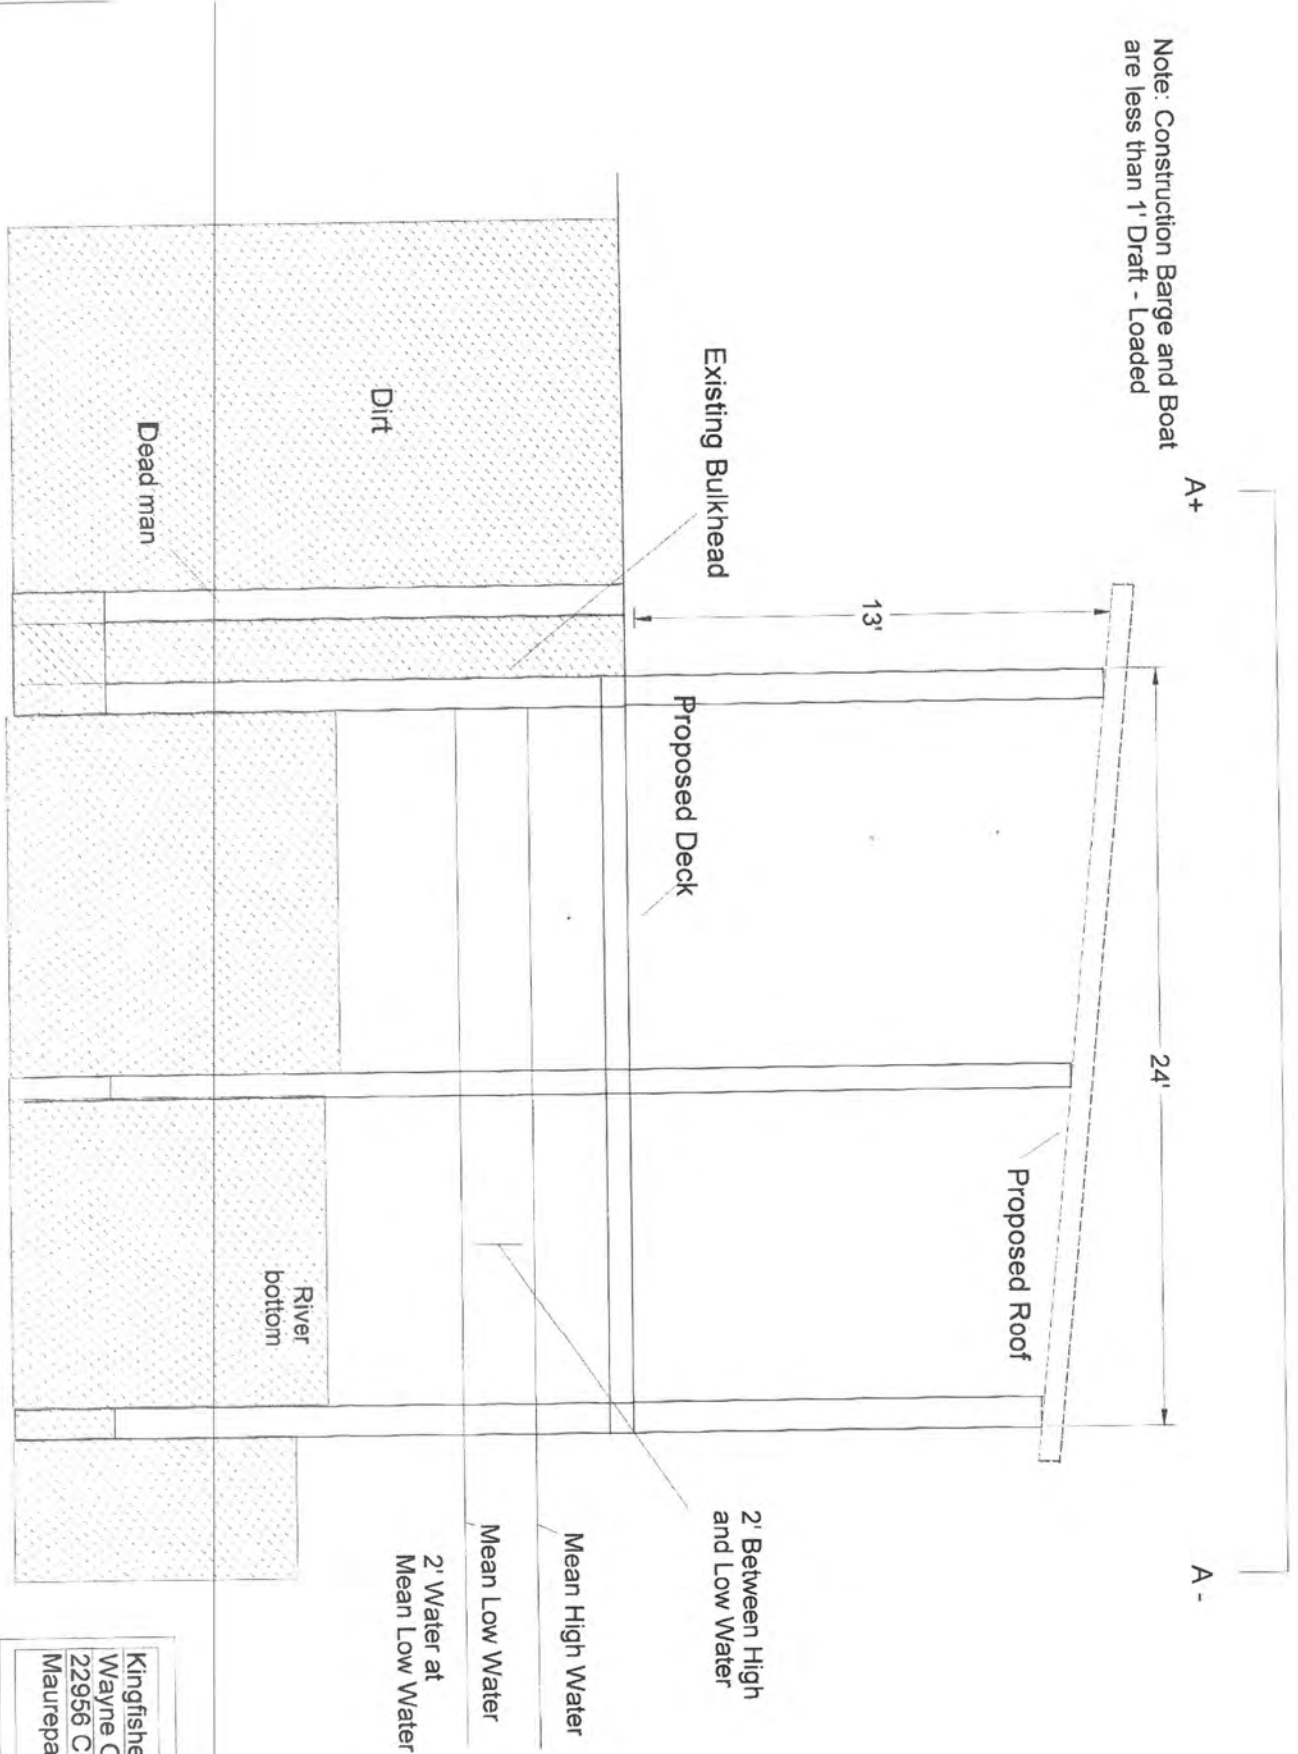 Note: Construction Barge and Boat
are less than 1' Draft - Loaded
A+
A -
24'
13'
Proposed Roof
Existing Bulkhead
Proposed Deck
2' Between High
and Low Water
Mean High Water
Mean Low Water
2' Water at
Mean Low Water
Dirt
Dead man
River
bottom
Wayne
22956